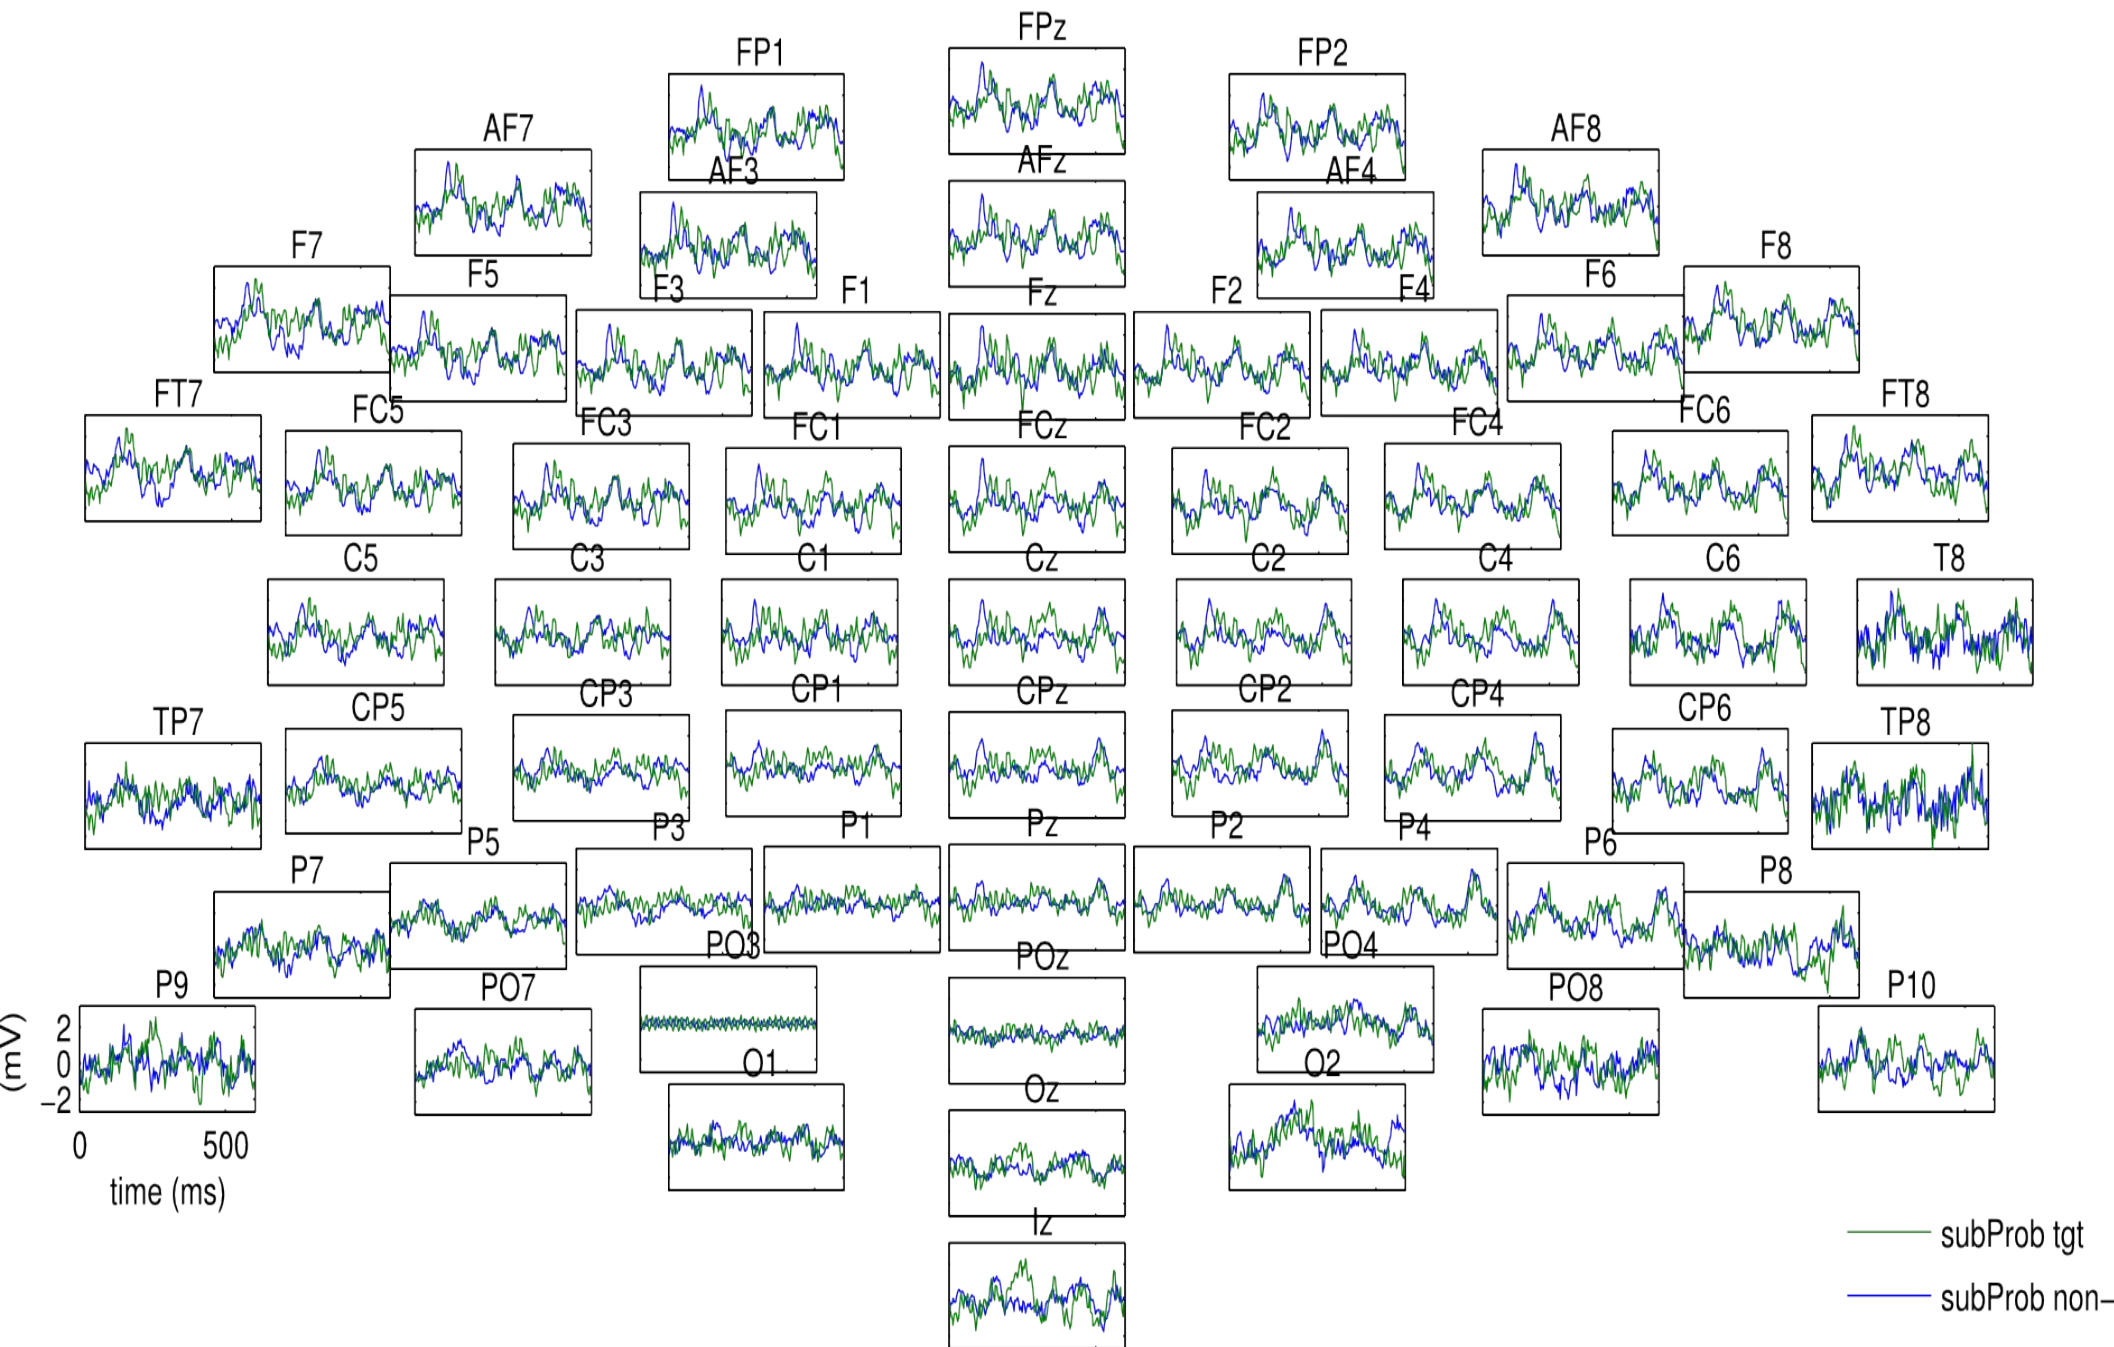 FPz
FP1
FP2
AF7
AF8
AF3
AFz
AF4
F7
F8
F5
F6
F3
F1
Fz
F2
F4
FT7
FT8
FC5
FC6
FC3
FC1
FCz
FC2
FC4
C5
C3
C1
Cz
C2
C4
C6
T8
TP7
TP8
CP5
CP3
CP1
CPz
CP2
CP4
CP6
P7
P5
P3
P1
Pz
P2
P4
P6
P8
P9
PO7
PO3
POz
PO4
PO8
P10
(mV)
2
0
−2
0 500
time (ms)
O1
Oz
O2
Iz
subProb tgt
subProb non−